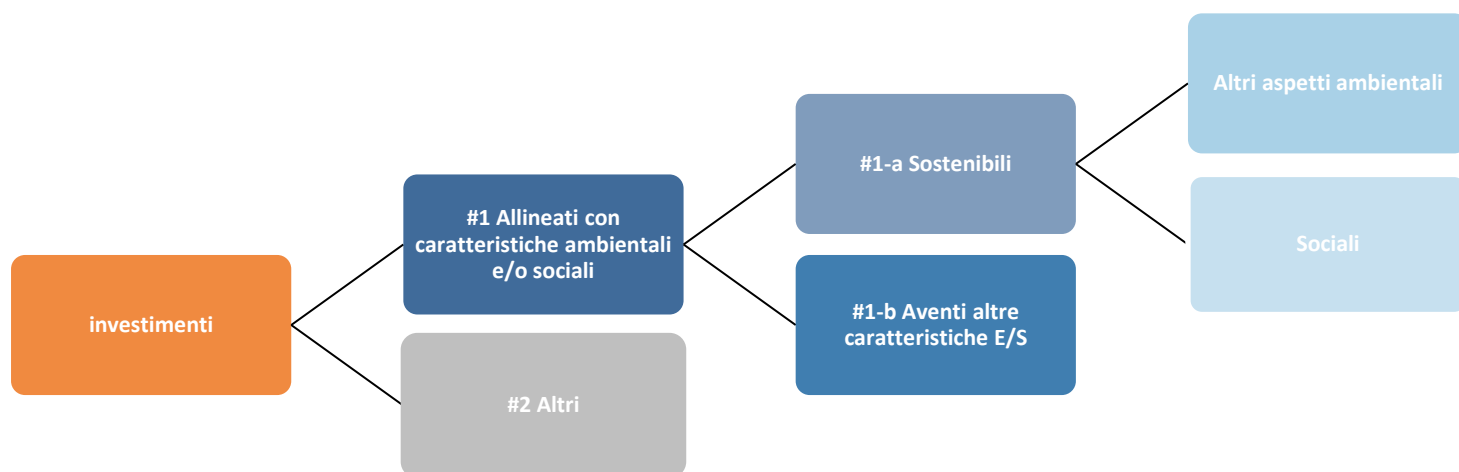 investimenti
#1 Allineati con
caratteristiche ambientali
e/o sociali
#2 Altri
#1-a Sostenibili
#1-b Aventi altre
caratteristiche E/S
Altri aspetti ambientali
Sociali